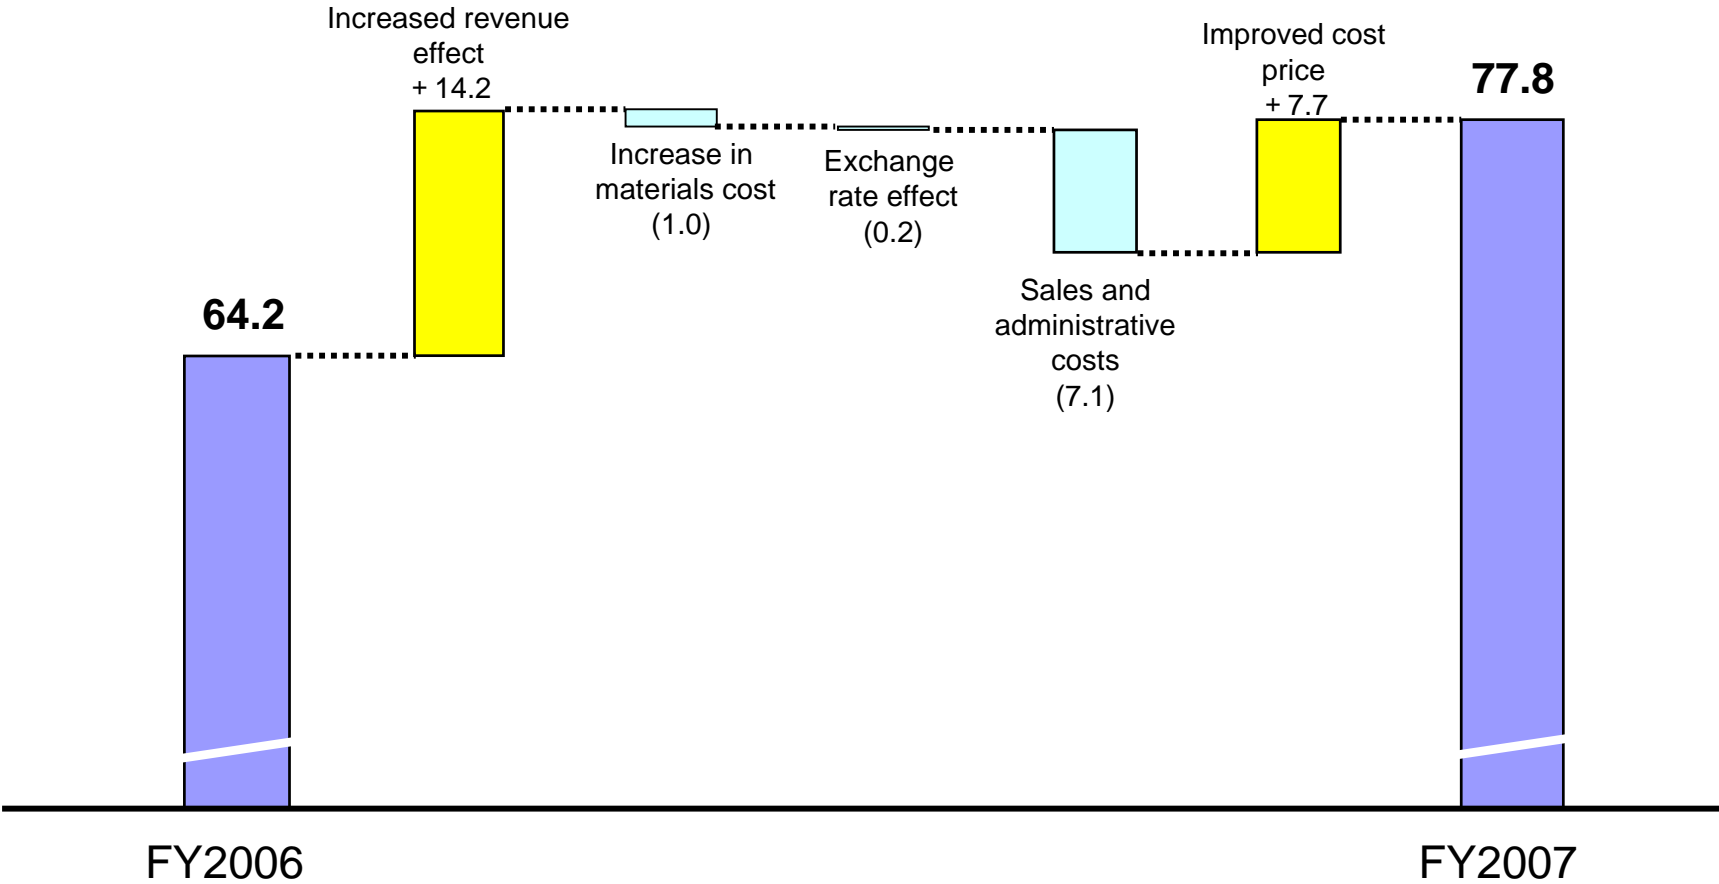 Increased revenue
effect
+ 14.2
Improved cost
price
+ 7.7
77.8
Increase in
materials cost
(1.0)
Exchange
rate effect
(0.2)
64.2
Sales and
administrative
costs
(7.1)
FY2006
FY2007